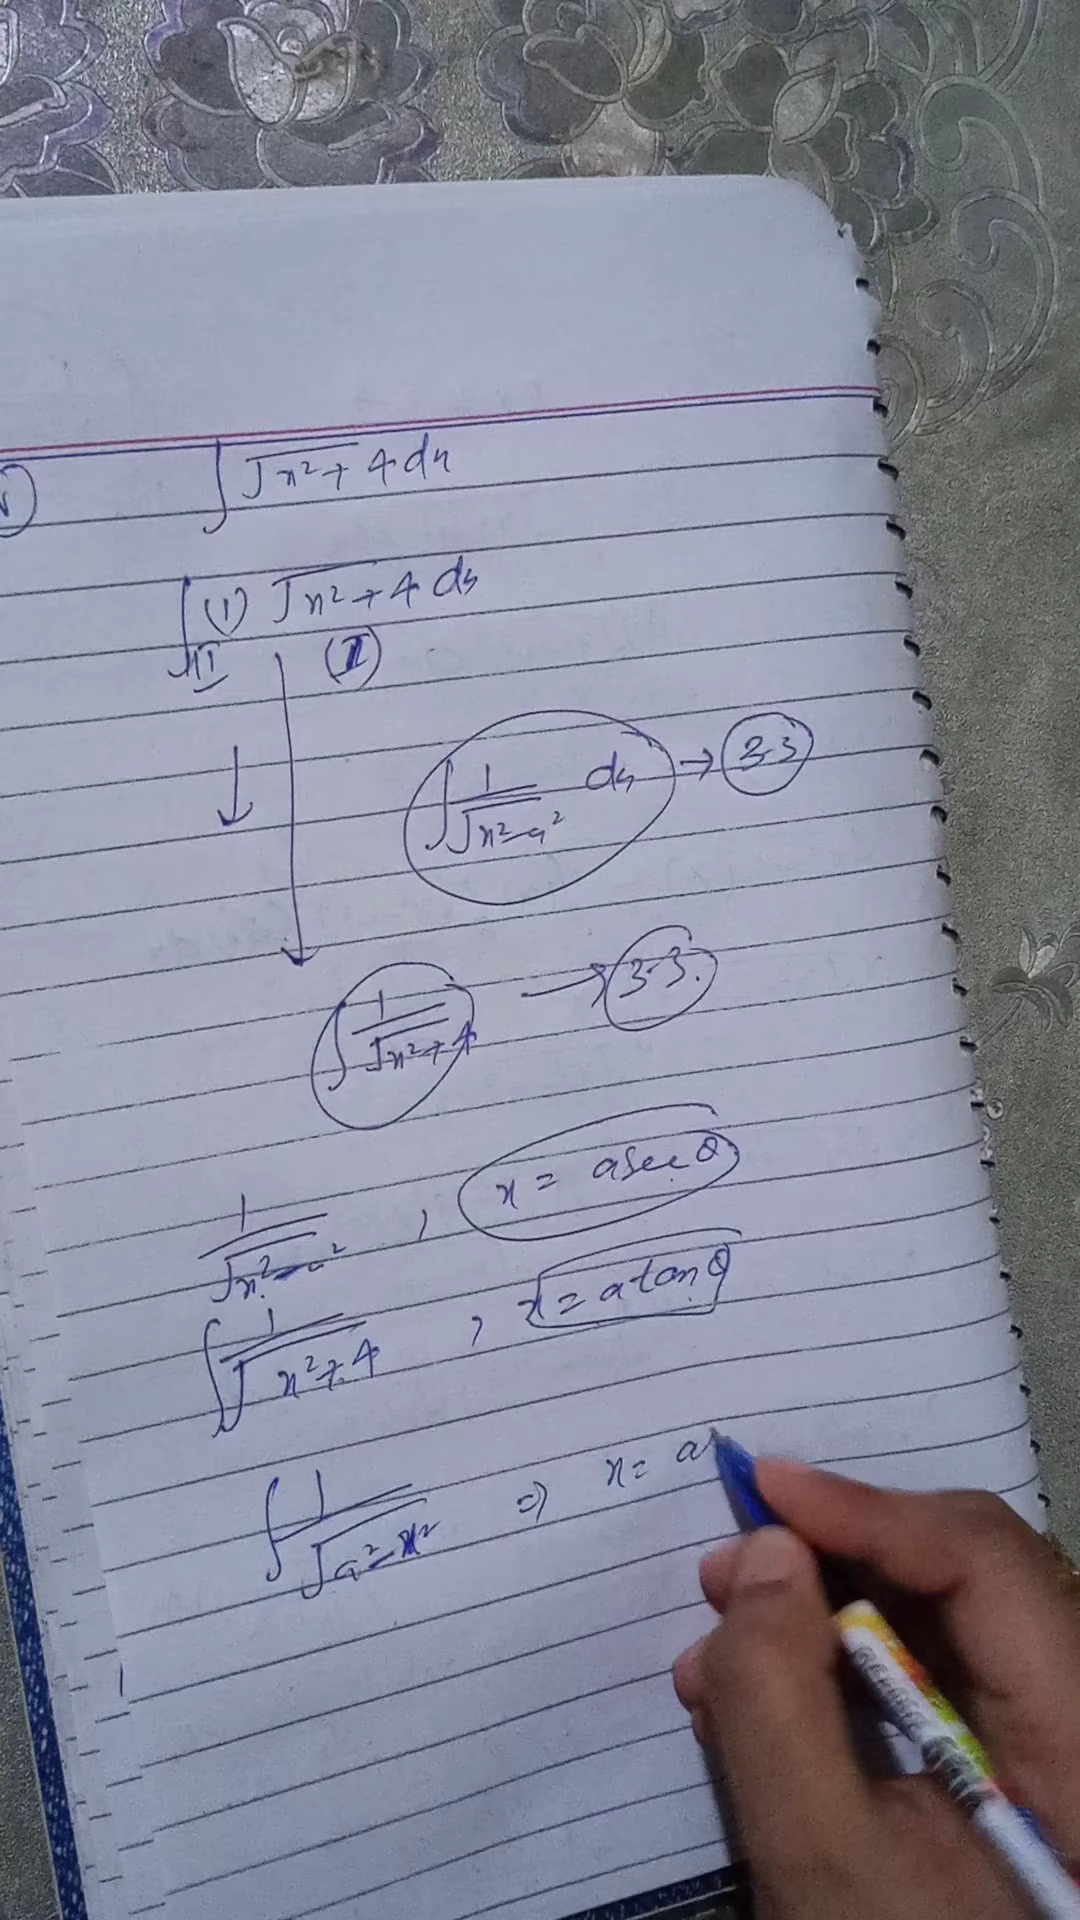 ∫ √x²+4 dx
∫ (1) √x²+4 dx
II (I)
∫ 1/√x²-a² dx → 3.3
∫ 1/√x²+4 → 3.3.
1/√x²-a² , x = a sec θ
∫ 1/√x²+4 , x = a tan θ
∫ 1/√a²-x² ⇒ x = a